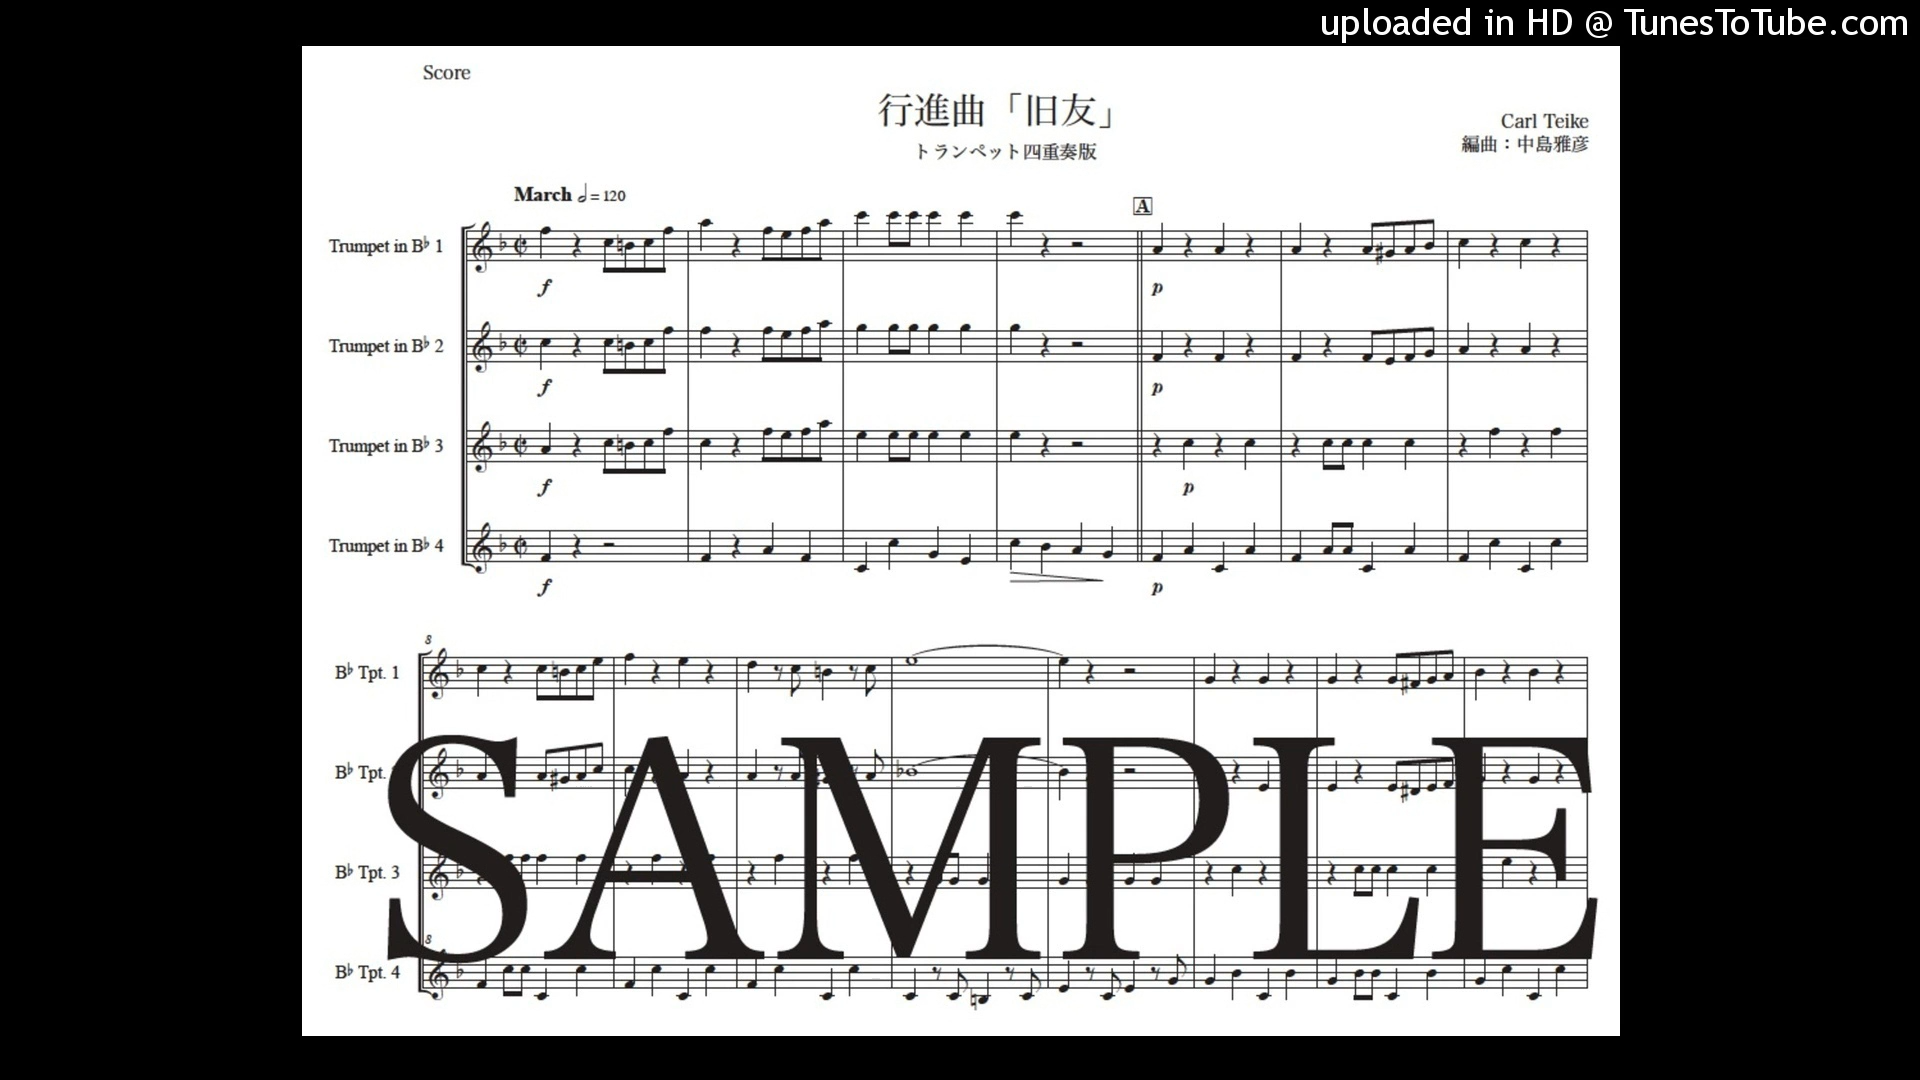 uploaded in HD @ TunesToTube.com
Score
行進曲「旧友」
トランペット四重奏版
Carl Teike
編曲：中島雅彦
March 𝅗𝅥 = 120
A
Trumpet in B♭ 1
f
p
Trumpet in B♭ 2
f
p
Trumpet in B♭ 3
f
p
Trumpet in B♭ 4
f
p
8
B♭ Tpt. 1
B♭ Tpt.
B♭ Tpt. 3
8
B♭ Tpt. 4
SAMPLE